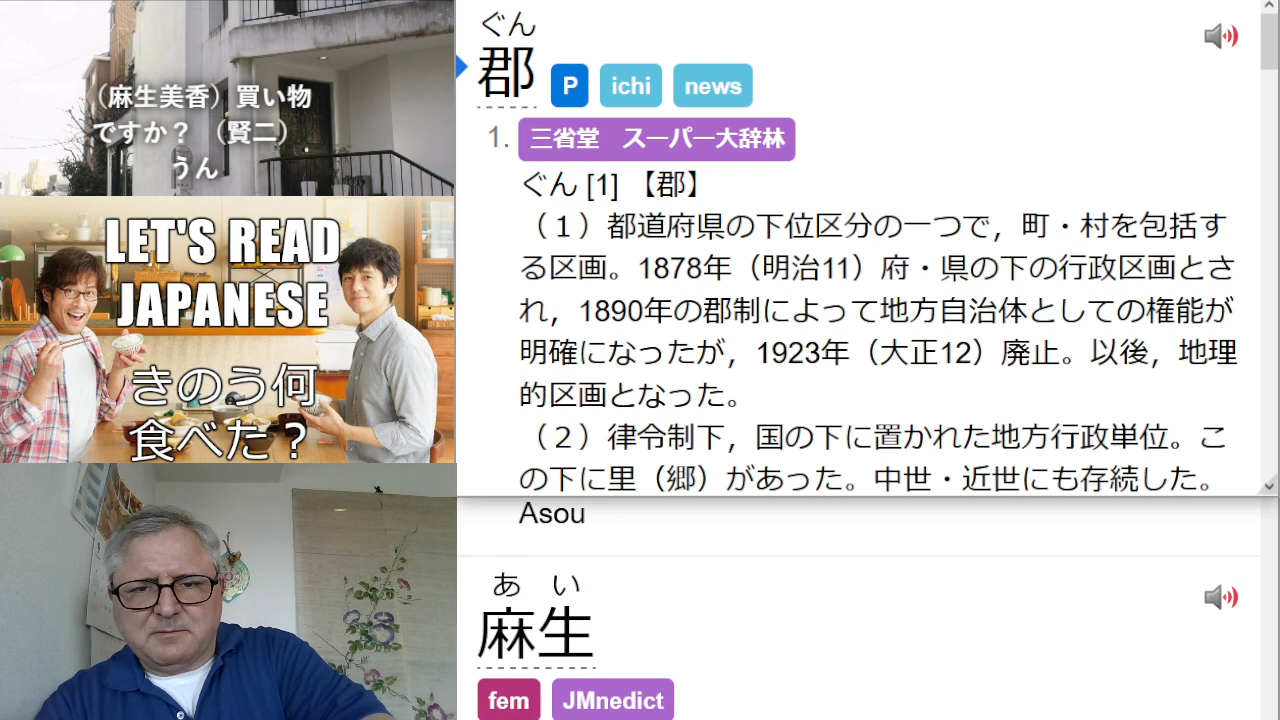 （麻生美香）買い物
ですか？ （賢二）
うん
LET'S READ
JAPANESE
きのう何
食べた？
ぐん
郡 P ichi news
1. 三省堂　スーパー大辞林
ぐん [1] 【郡】
（１）都道府県の下位区分の一つで，町・村を包括す
る区画。1878年（明治11）府・県の下の行政区画とさ
れ，1890年の郡制によって地方自治体としての権能が
明確になったが，1923年（大正12）廃止。以後，地理
的区画となった。
（２）律令制下，国の下に置かれた地方行政単位。こ
の下に里（郷）があった。中世・近世にも存続した。
Asou
あ い
麻生
fem JMnedict